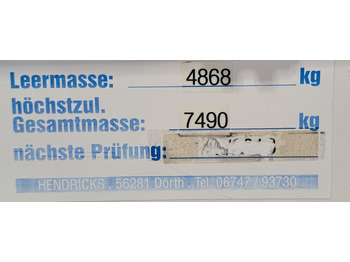 Leermasse: 4868 kg
höchstzul.
Gesamtmasse: 7490 kg
nächste Prüfung:
HENDRICKS . 56281 Dörth . Tel. 06747 / 93730